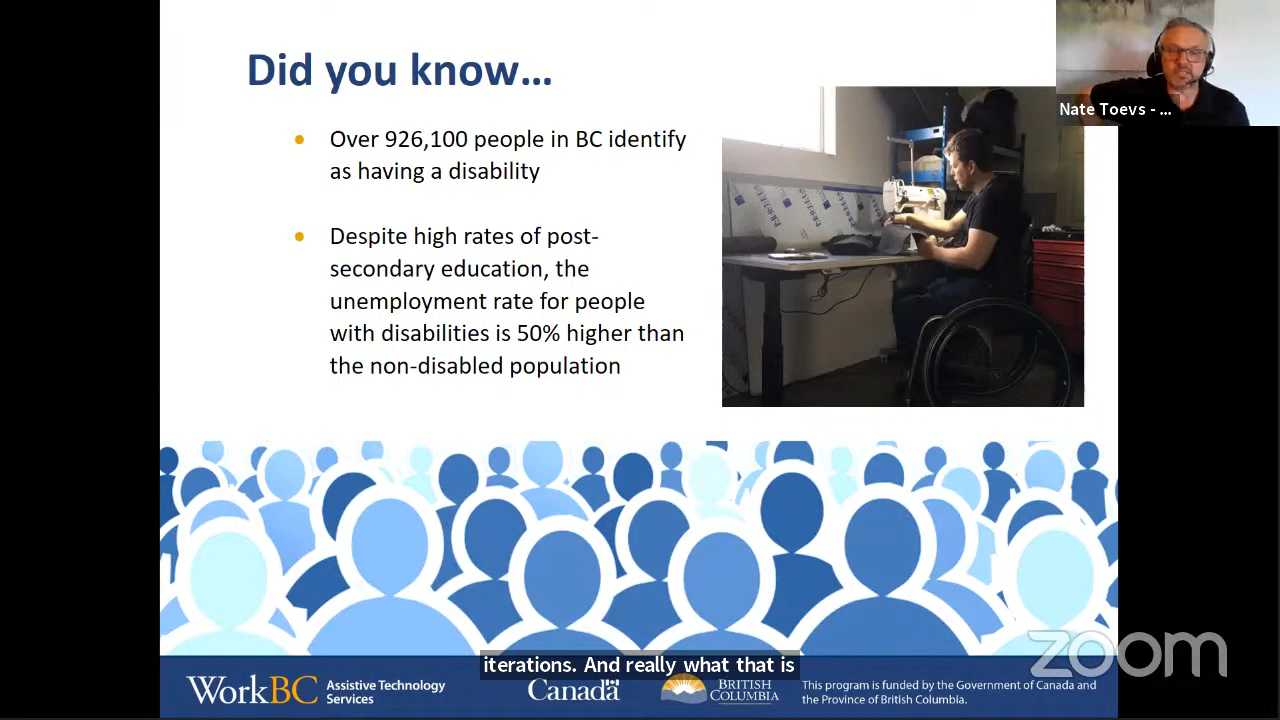 Did you know…
Nate Toevs - ...
• Over 926,100 people in BC identify
as having a disability
• Despite high rates of post-
secondary education, the
unemployment rate for people
with disabilities is 50% higher than
the non-disabled population
zoom
iterations. And really what that is
WorkBC
Assistive Technology
Services
Canada
BRITISH
COLUMBIA
This program is funded by the Government of Canada and
the Province of British Columbia.